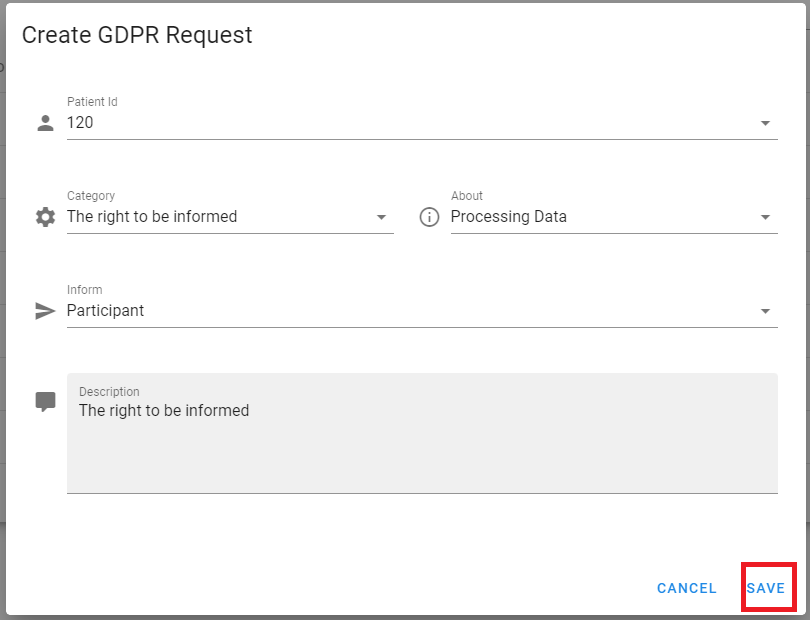 Create GDPR Request
Patient Id
120
Category
The right to be informed
About
Processing Data
Inform
Participant
Description
The right to be informed
CANCEL SAVE